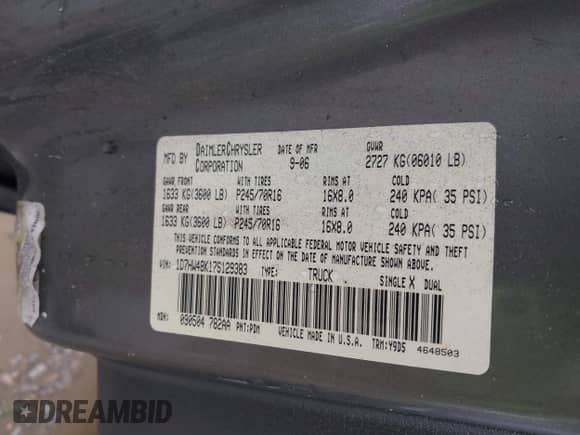 MFD BY DAIMLERCHRYSLER CORPORATION DATE OF MFR 9-06 GVWR 2727 KG(06010 LB)
GAWR FRONT WITH TIRES RIMS AT COLD
1633 KG(3600 LB) P245/70R16 16X8.0 240 KPA( 35 PSI)
GAWR REAR WITH TIRES RIMS AT COLD
1633 KG(3600 LB) P245/70R16 16X8.0 240 KPA( 35 PSI)
THIS VEHICLE CONFORMS TO ALL APPLICABLE FEDERAL MOTOR VEHICLE SAFETY AND THEFT
PREVENTION STANDARDS IN EFFECT ON THE DATE OF MANUFACTURE SHOWN ABOVE.
VIN: 1D7HW48K17S129383 TYPE: TRUCK SINGLE X DUAL
MDH: 090504 782AA PNT:PDM VEHICLE MADE IN U.S.A. TRM:Y9D5 4648503
DREAMBID